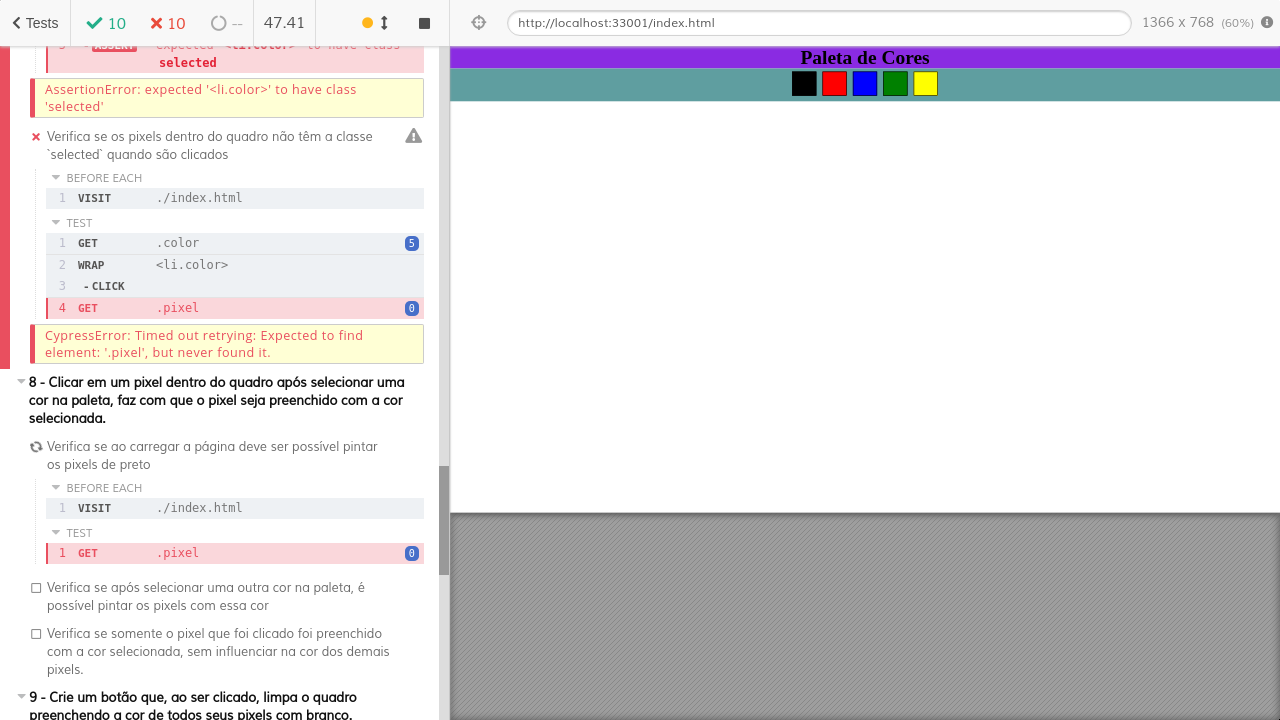 Tests
10
10
--
47.41
http://localhost:33001/index.html
1366 x 768 (60%)
3 -ASSERT expected <li.color> to have class
selected
AssertionError: expected '<li.color>' to have class
'selected'
Verifica se os pixels dentro do quadro não têm a classe
`selected` quando são clicados
BEFORE EACH
1 VISIT ./index.html
TEST
1 GET .color 5
2 WRAP <li.color>
3 -CLICK
4 GET .pixel 0
CypressError: Timed out retrying: Expected to find
element: '.pixel', but never found it.
8 - Clicar em um pixel dentro do quadro após selecionar uma
cor na paleta, faz com que o pixel seja preenchido com a cor
selecionada.
Verifica se ao carregar a página deve ser possível pintar
os pixels de preto
BEFORE EACH
1 VISIT ./index.html
TEST
1 GET .pixel 0
Verifica se após selecionar uma outra cor na paleta, é
possível pintar os pixels com essa cor
Verifica se somente o pixel que foi clicado foi preenchido
com a cor selecionada, sem influenciar na cor dos demais
pixels.
9 - Crie um botão que, ao ser clicado, limpa o quadro
preenchendo a cor de todos seus pixels com branco.
Paleta de Cores